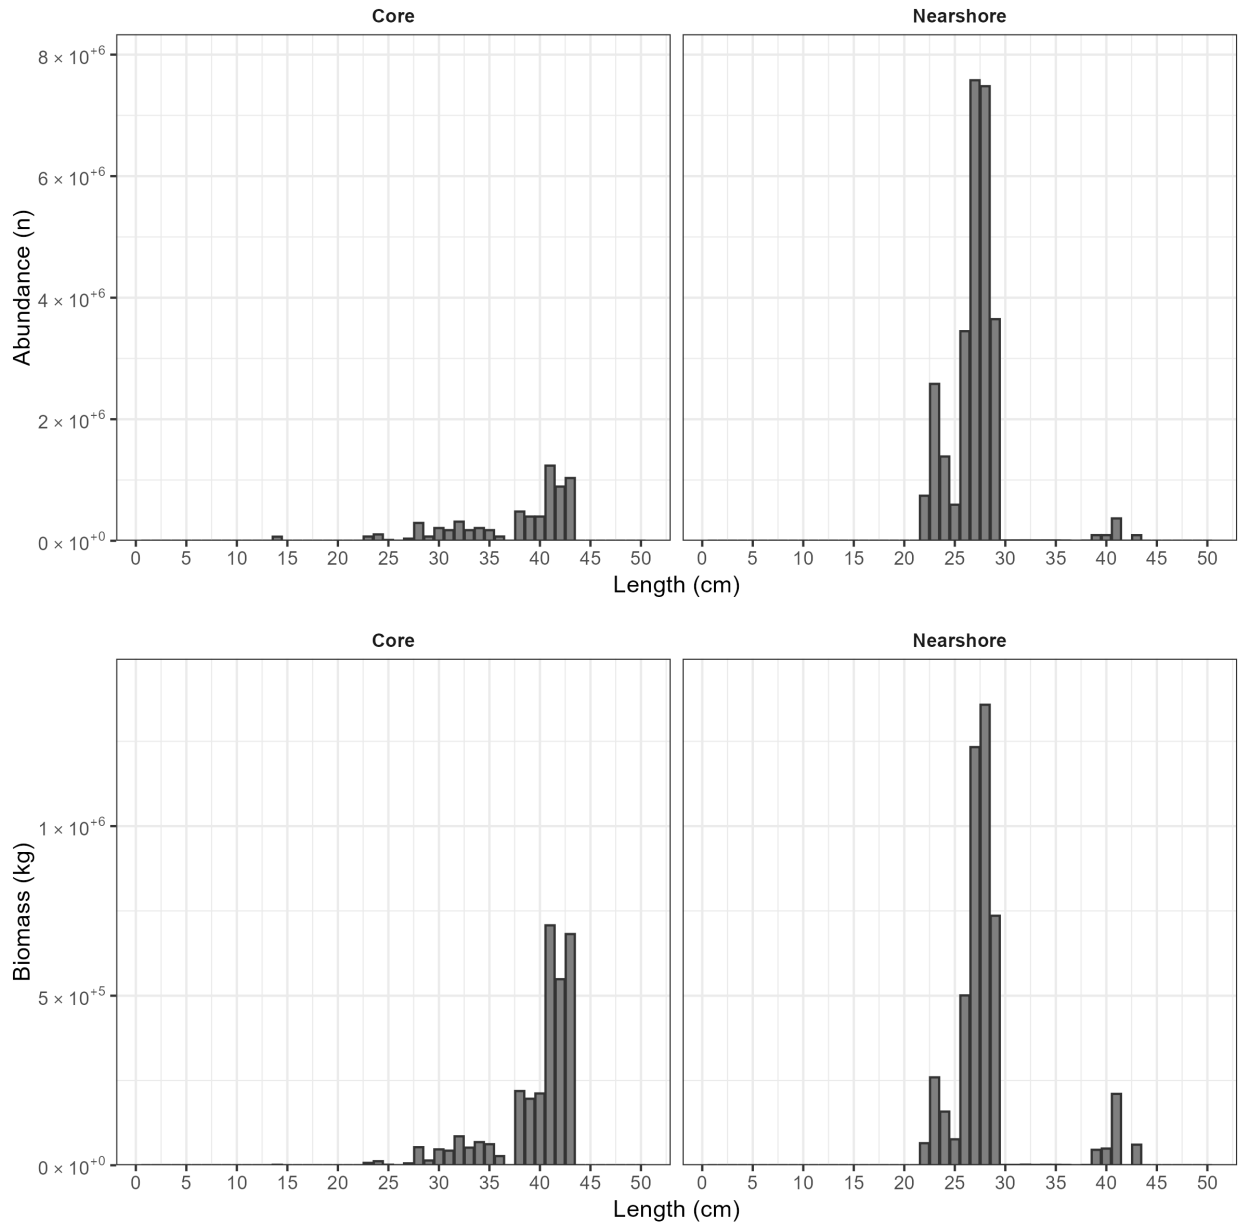 Core Nearshore
8 × 10⁺⁶
6 × 10⁺⁶
4 × 10⁺⁶
2 × 10⁺⁶
0 × 10⁺⁰
Abundance (n)
0 5 10 15 20 25 30 35 40 45 50 0 5 10 15 20 25 30 35 40 45 50
Length (cm)
Core Nearshore
1 × 10⁺⁶
5 × 10⁺⁵
0 × 10⁺⁰
Biomass (kg)
0 5 10 15 20 25 30 35 40 45 50 0 5 10 15 20 25 30 35 40 45 50
Length (cm)